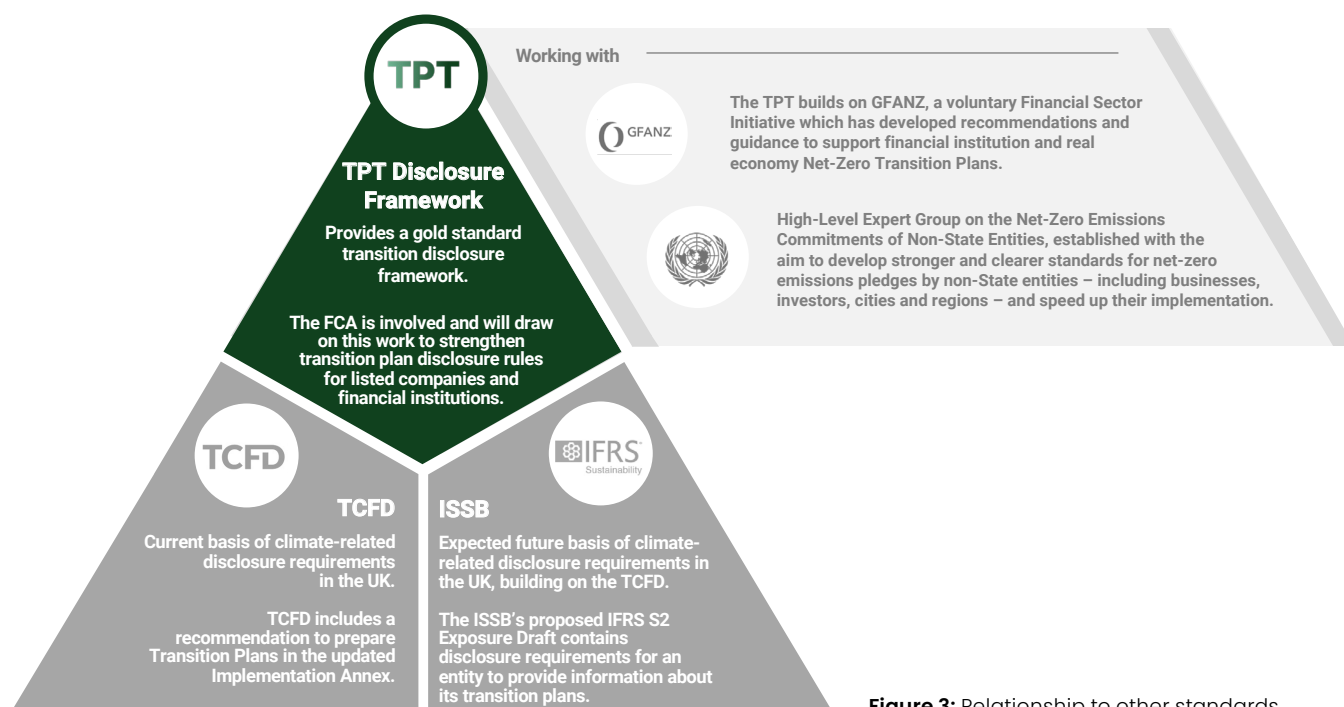 TPT
Working with
GFANZ
The TPT builds on GFANZ, a voluntary Financial Sector
Initiative which has developed recommendations and
guidance to support financial institution and real
economy Net-Zero Transition Plans.
High-Level Expert Group on the Net-Zero Emissions
Commitments of Non-State Entities, established with the
aim to develop stronger and clearer standards for net-zero
emissions pledges by non-State entities – including businesses,
investors, cities and regions – and speed up their implementation.
TPT Disclosure
Framework
Provides a gold standard
transition disclosure
framework.
The FCA is involved and will draw
on this work to strengthen
transition plan disclosure rules
for listed companies and
financial institutions.
TCFD
TCFD
Current basis of climate-related
disclosure requirements
in the UK.
TCFD includes a
recommendation to prepare
Transition Plans in the updated
Implementation Annex.
IFRS
Sustainability
ISSB
Expected future basis of climate-
related disclosure requirements in
the UK, building on the TCFD.
The ISSB’s proposed IFRS S2
Exposure Draft contains
disclosure requirements for an
entity to provide information about
its transition plans.
Figure 3: Relationship to other standards